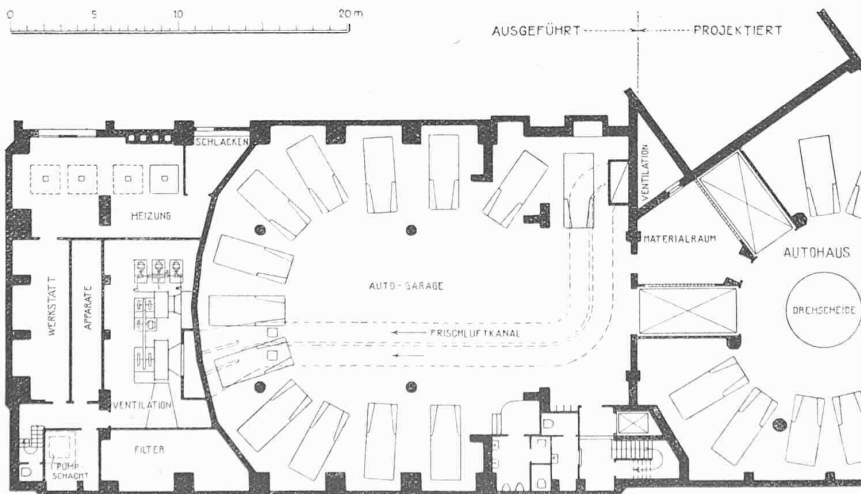 0 5 10 20 m
AUSGEFÜHRT PROJEKTIERT
SCHLACKEN
HEIZUNG
VENTILATION
MATERIALRAUM
AUTOHAUS
WERKSTATT
APPARATE
AUTO-GARAGE
DREHSCHEIDE
FRISCHLUFTKANAL
VENTILATION
FILTER
PUMP-
SCHACHT